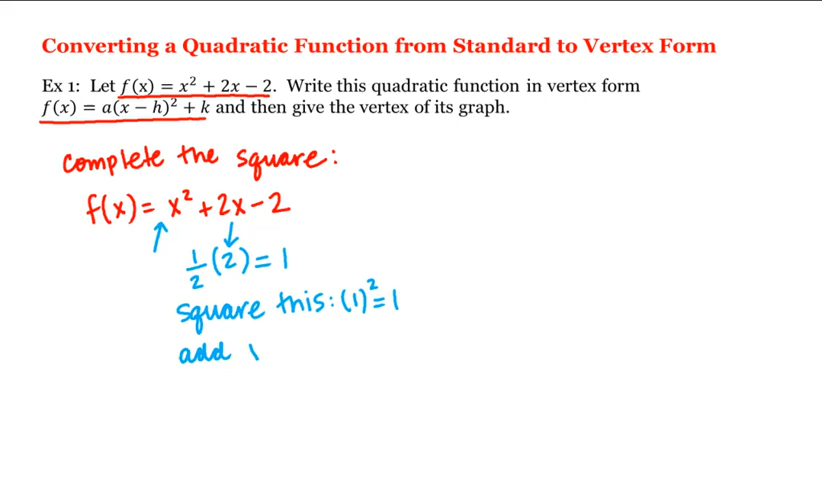 Converting a Quadratic Function from Standard to Vertex Form
Ex 1: Let f(x) = x² + 2x − 2. Write this quadratic function in vertex form
f(x) = a(x − h)² + k and then give the vertex of its graph.
complete the square:
f(x) = x² + 2x − 2
1/2 (2) = 1
square this: (1)² = 1
add